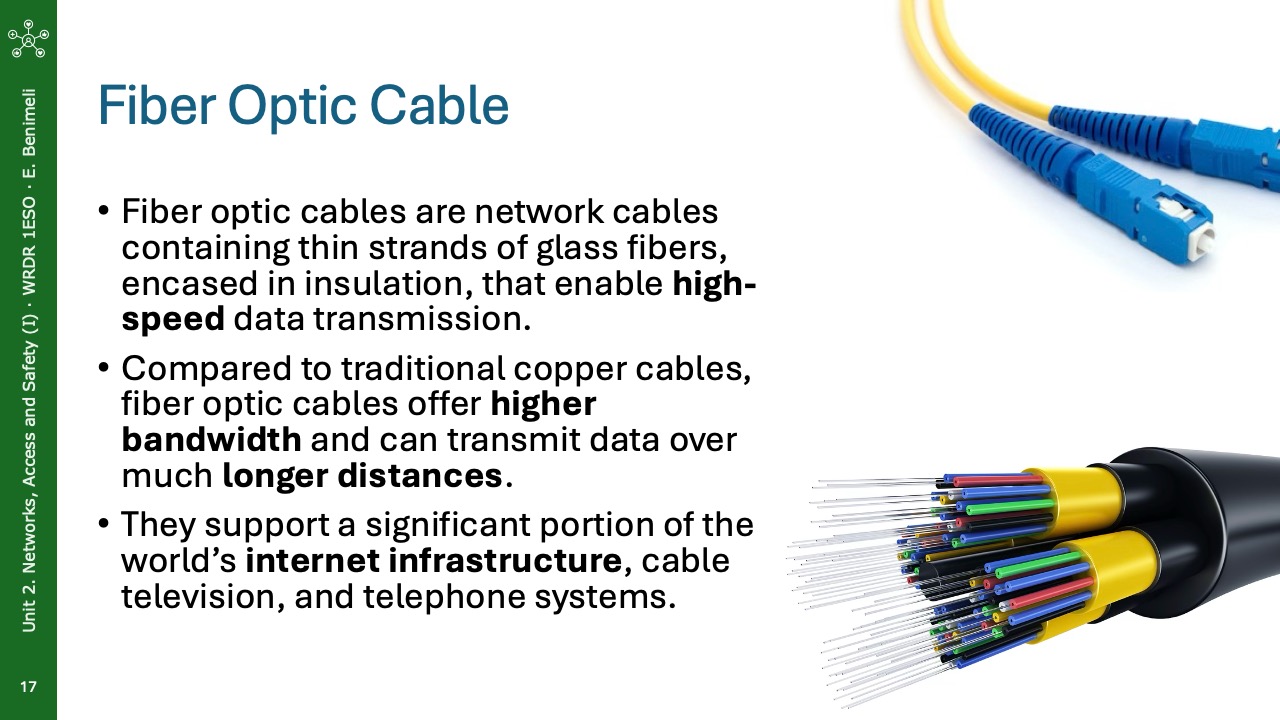 Fiber Optic Cable
• Fiber optic cables are network cables
containing thin strands of glass fibers,
encased in insulation, that enable high-
speed data transmission.
• Compared to traditional copper cables,
fiber optic cables offer higher
bandwidth and can transmit data over
much longer distances.
• They support a significant portion of the
world’s internet infrastructure, cable
television, and telephone systems.
Unit 2. Networks, Access and Safety (I) · WRDR 1ESO · E. Benimeli
17